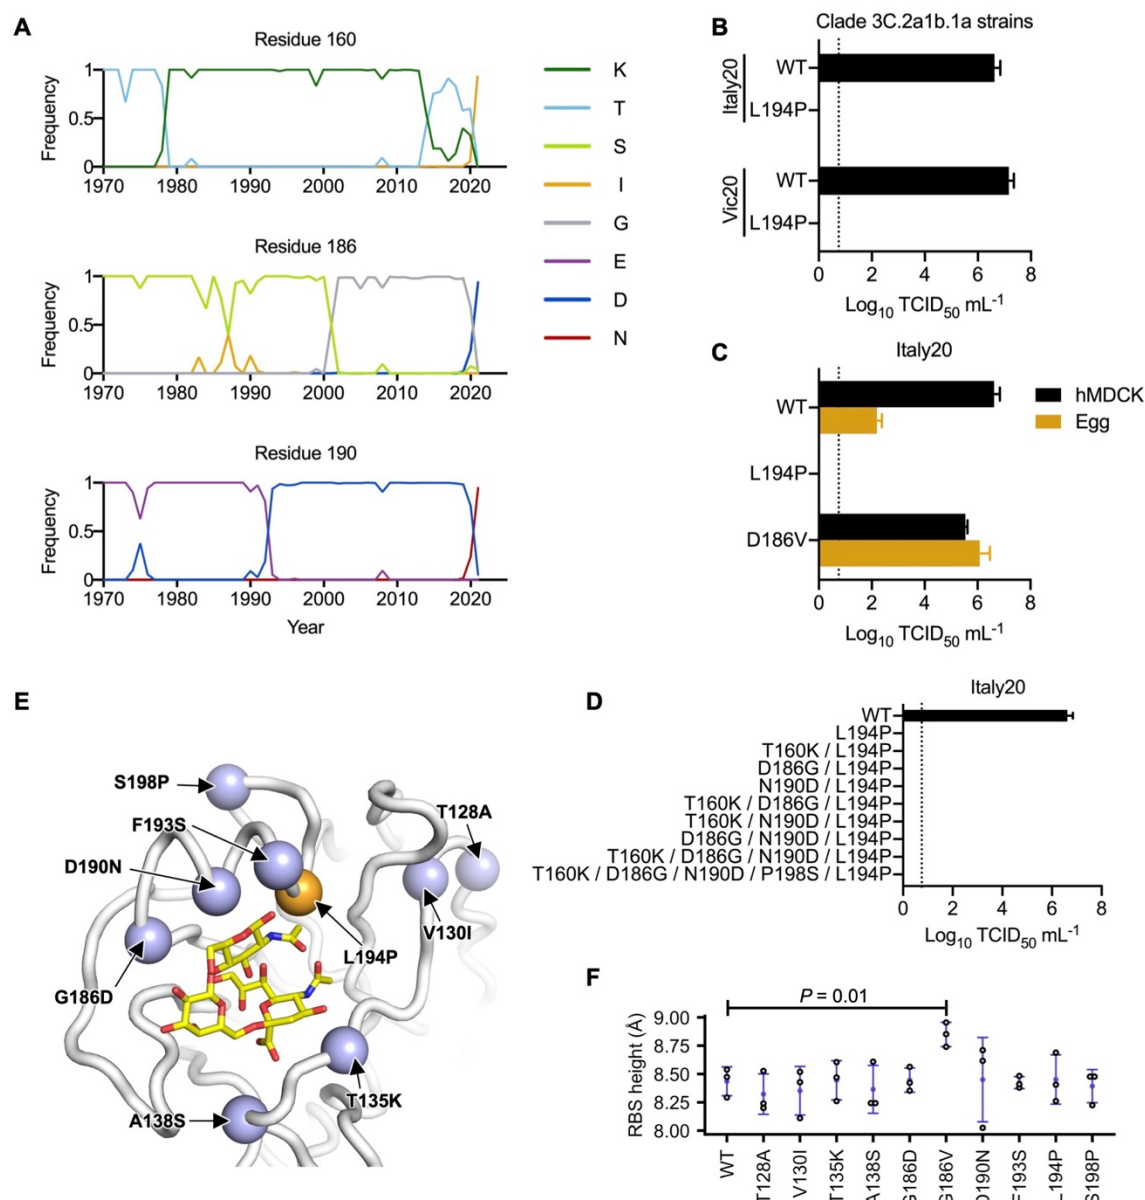 A
Residue 160
Frequency
1
0.5
0
1970 1980 1990 2000 2010 2020
Residue 186
Frequency
1
0.5
0
1970 1980 1990 2000 2010 2020
Residue 190
Frequency
1
0.5
0
1970 1980 1990 2000 2010 2020
Year
K
T
S
I
G
E
D
N
B
Clade 3C.2a1b.1a strains
Italy20
WT
L194P
Vic20
WT
L194P
0 2 4 6 8
Log10 TCID50 mL-1
C
Italy20
WT
L194P
D186V
0 2 4 6 8
Log10 TCID50 mL-1
hMDCK
Egg
E
S198P
F193S
D190N
G186D
A138S
T135K
L194P
V130I
T128A
D
Italy20
WT
L194P
T160K / L194P
D186G / L194P
N190D / L194P
T160K / D186G / L194P
T160K / N190D / L194P
D186G / N190D / L194P
T160K / D186G / N190D / L194P
T160K / D186G / N190D / P198S / L194P
0 2 4 6 8
Log10 TCID50 mL-1
F
P = 0.01
RBS height (Å)
9.00
8.75
8.50
8.25
8.00
WT
T128A
V130I
T135K
A138S
G186D
G186V
D190N
F193S
L194P
S198P